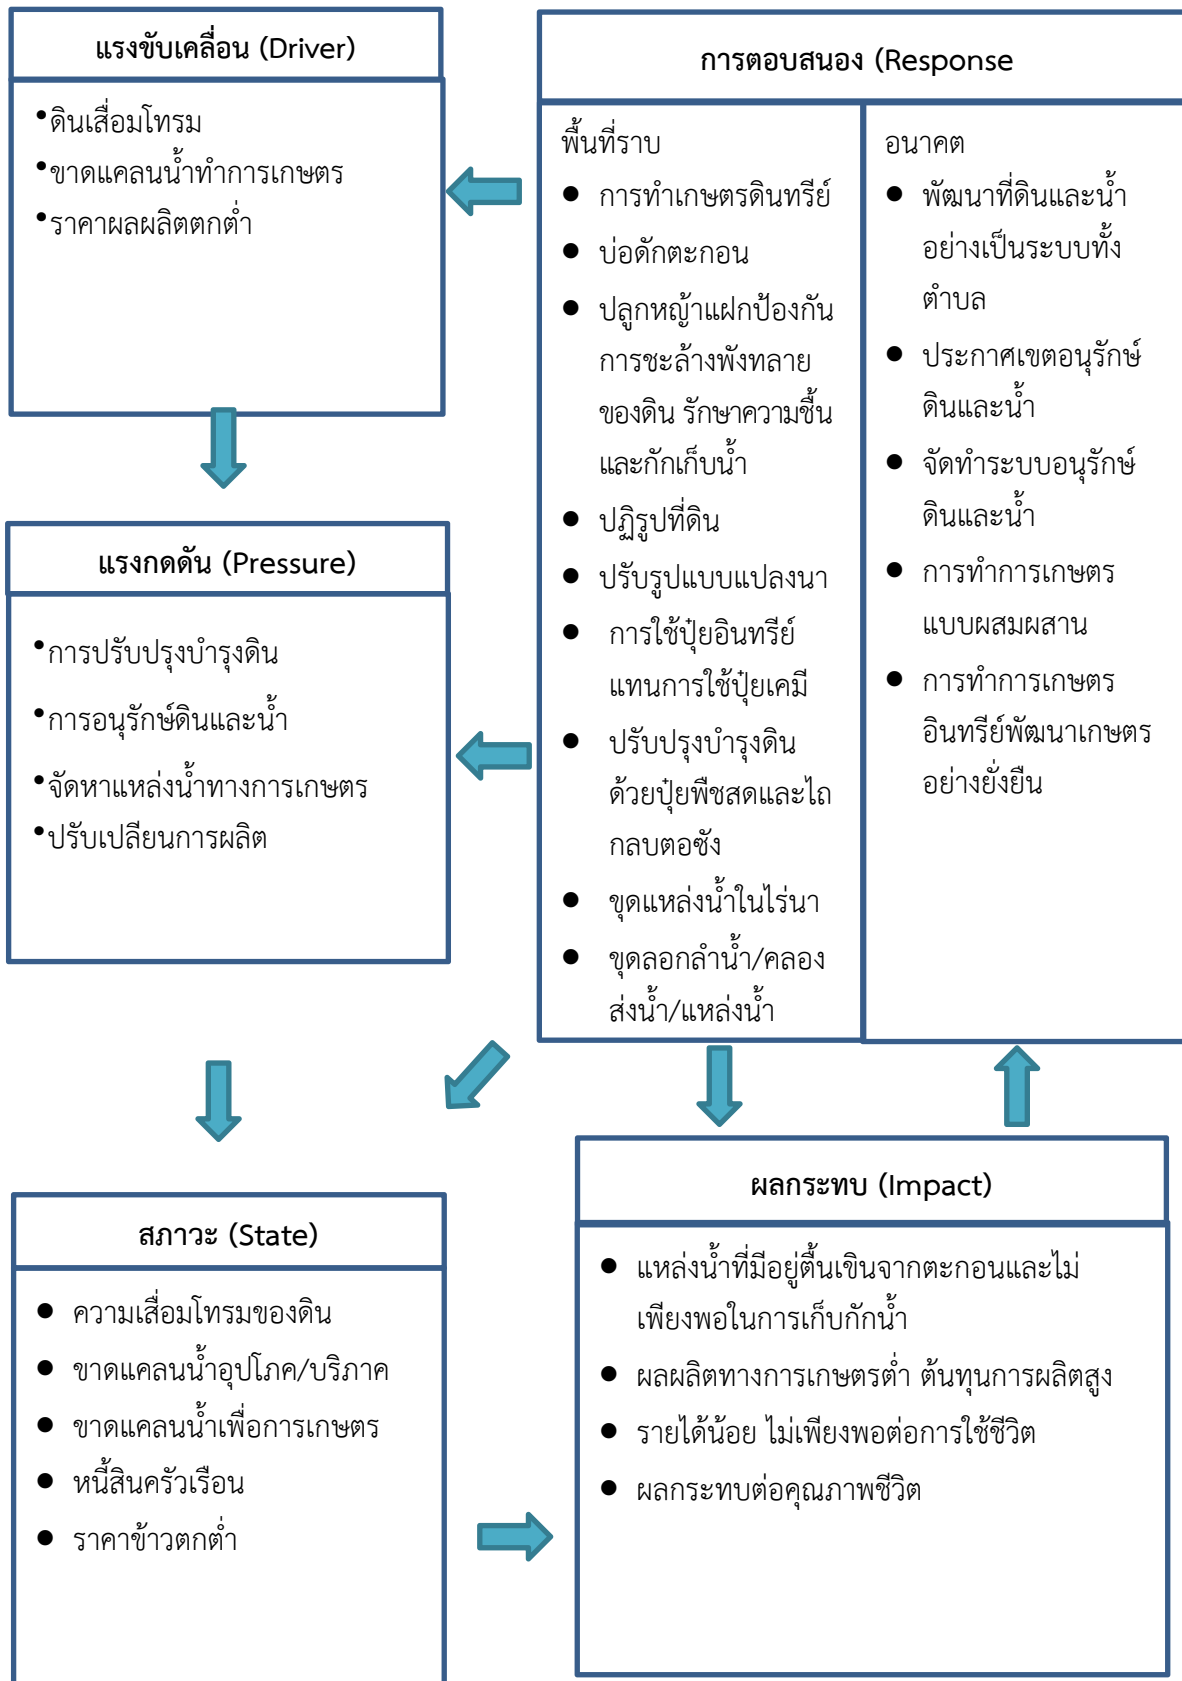 แรงขับเคลื่อน (Driver)
•ดินเสื่อมโทรม
•ขาดแคลนน้ำทำการเกษตร
•ราคาผลผลิตตกต่ำ
การตอบสนอง (Response
พื้นที่ราบ
● การทำเกษตรดินทรีย์
● บ่อดักตะกอน
● ปลูกหญ้าแฝกป้องกัน
การชะล้างพังทลาย
ของดิน รักษาความชื้น
และกักเก็บน้ำ
● ปฏิรูปที่ดิน
● ปรับรูปแบบแปลงนา
● การใช้ปุ๋ยอินทรีย์
แทนการใช้ปุ๋ยเคมี
● ปรับปรุงบำรุงดิน
ด้วยปุ๋ยพืชสดและไถ
กลบตอซัง
● ขุดแหล่งน้ำในไร่นา
● ขุดลอกลำน้ำ/คลอง
ส่งน้ำ/แหล่งน้ำ
อนาคต
● พัฒนาที่ดินและน้ำ
อย่างเป็นระบบทั้ง
ตำบล
● ประกาศเขตอนุรักษ์
ดินและน้ำ
● จัดทำระบบอนุรักษ์
ดินและน้ำ
● การทำการเกษตร
แบบผสมผสาน
● การทำการเกษตร
อินทรีย์พัฒนาเกษตร
อย่างยั่งยืน
แรงกดดัน (Pressure)
•การปรับปรุงบำรุงดิน
•การอนุรักษ์ดินและน้ำ
•จัดหาแหล่งน้ำทางการเกษตร
•ปรับเปลียนการผลิต
สภาวะ (State)
● ความเสื่อมโทรมของดิน
● ขาดแคลนน้ำอุปโภค/บริภาค
● ขาดแคลนน้ำเพื่อการเกษตร
● หนี้สินครัวเรือน
● ราคาข้าวตกต่ำ
ผลกระทบ (Impact)
● แหล่งน้ำที่มีอยู่ตื้นเขินจากตะกอนและไม่
เพียงพอในการเก็บกักน้ำ
● ผลผลิตทางการเกษตรต่ำ ต้นทุนการผลิตสูง
● รายได้น้อย ไม่เพียงพอต่อการใช้ชีวิต
● ผลกระทบต่อคุณภาพชีวิต